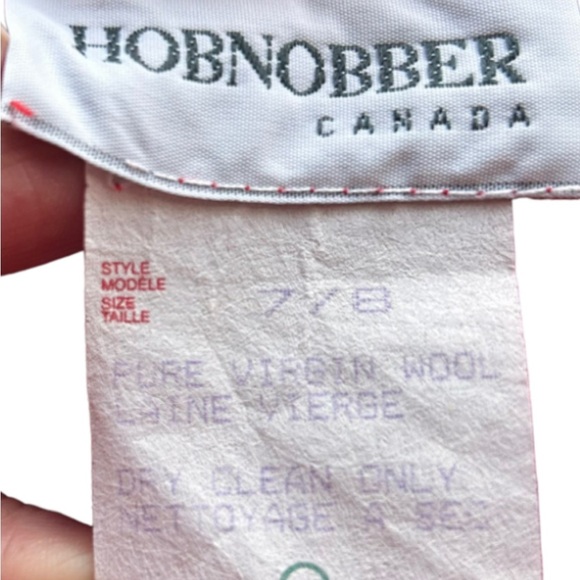 HOBNOBBER
CANADA
STYLE
MODÈLE
SIZE
TAILLE
7/8
PURE VIRGIN WOOL
LAINE VIERGE
DRY CLEAN ONLY
NETTOYAGE A SEC